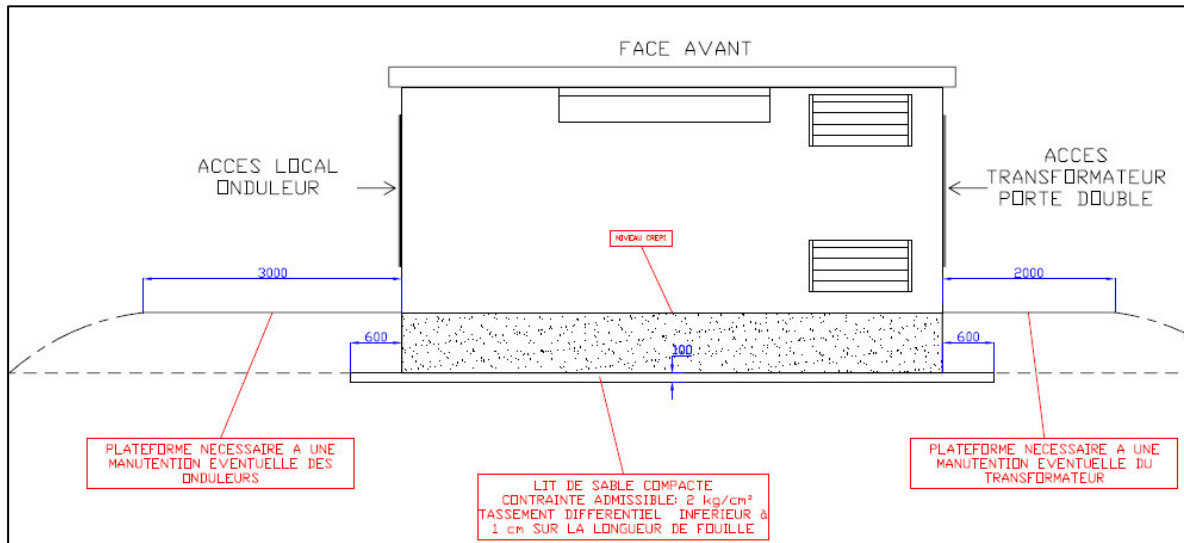 FACE AVANT
ACCES LOCAL
ONDULEUR
ACCES
TRANSFORMATEUR
PORTE DOUBLE
NIVEAU CREPI
3000
2000
600
100
600
PLATEFORME NECESSAIRE A UNE
MANUTENTION EVENTUELLE DES
ONDULEURS
PLATEFORME NECESSAIRE A UNE
MANUTENTION EVENTUELLE DU
TRANSFORMATEUR
LIT DE SABLE COMPACTE
CONTRAINTE ADMISSIBLE: 2 kg/cm²
TASSEMENT DIFFERENTIEL INFERIEUR à
1 cm SUR LA LONGUEUR DE FOUILLE